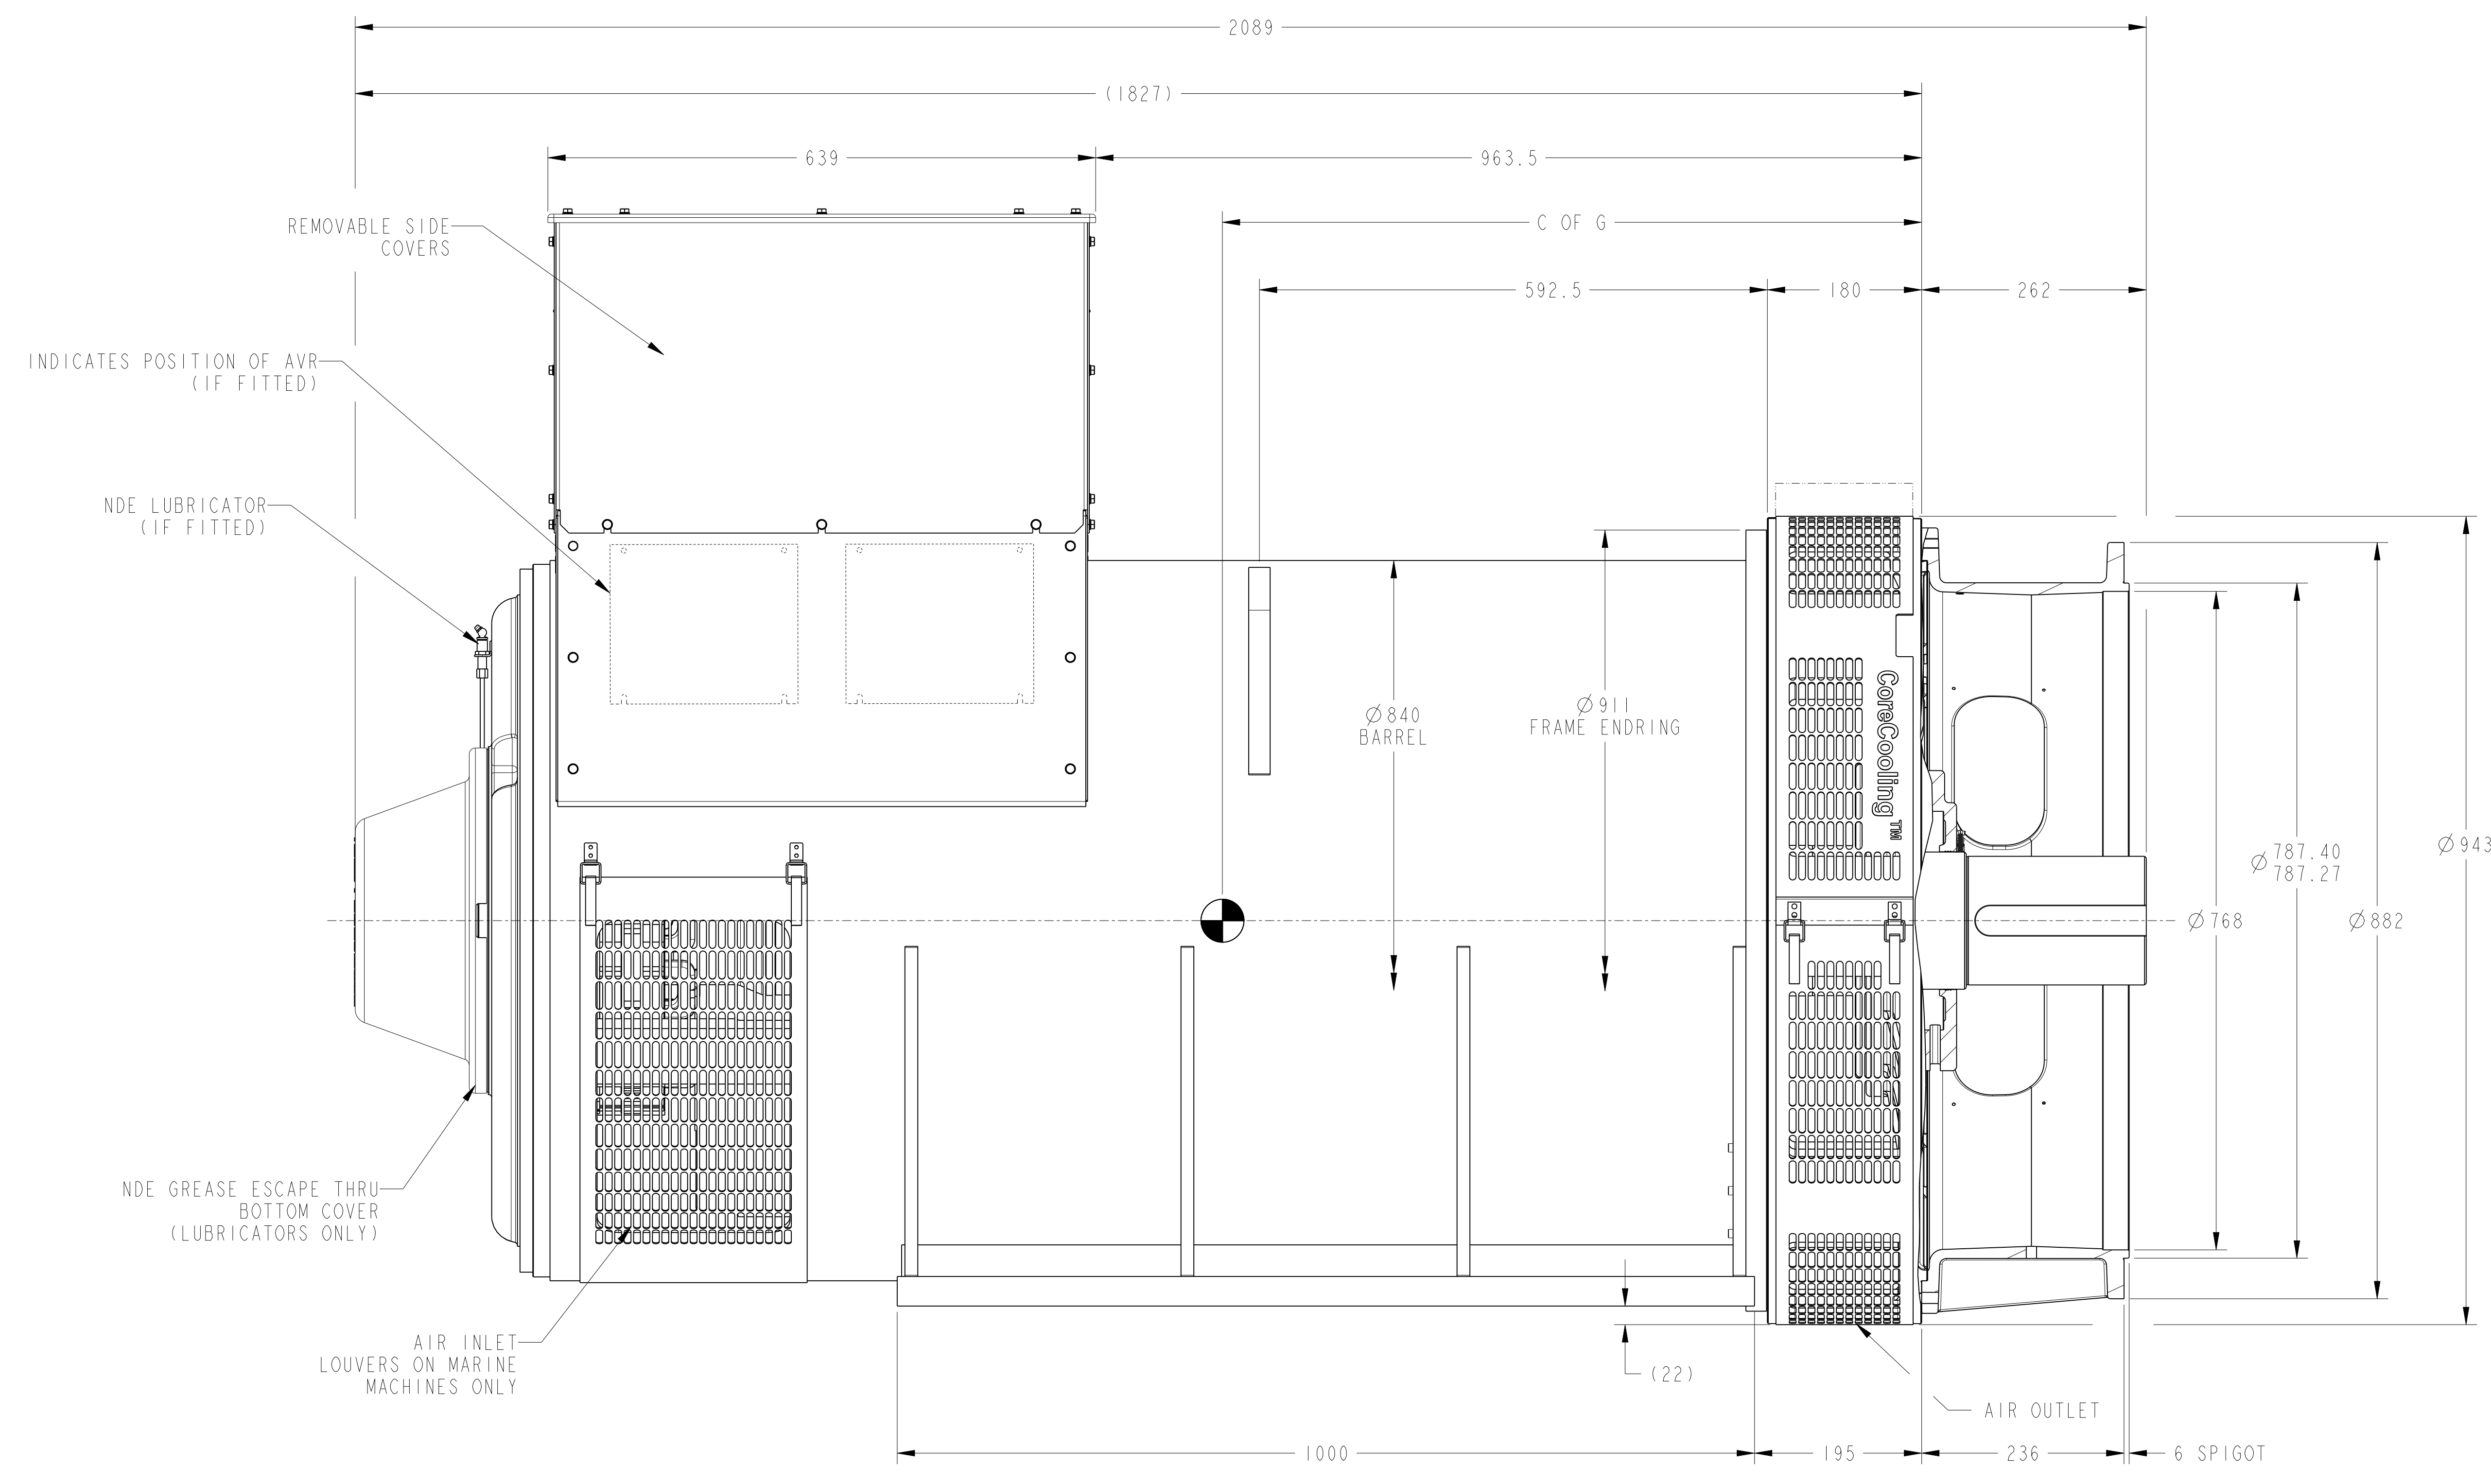 2089
(1827)
639
963.5
REMOVABLE SIDE
COVERS
C OF G
592.5
180
262
INDICATES POSITION OF AVR
(IF FITTED)
NDE LUBRICATOR
(IF FITTED)
Ø840
BARREL
Ø911
FRAME ENDRING
CoreCooling™
Ø943
Ø787.40
787.27
Ø768
Ø882
NDE GREASE ESCAPE THRU
BOTTOM COVER
(LUBRICATORS ONLY)
AIR INLET
LOUVERS ON MARINE
MACHINES ONLY
(22)
AIR OUTLET
1000
195
236
6 SPIGOT